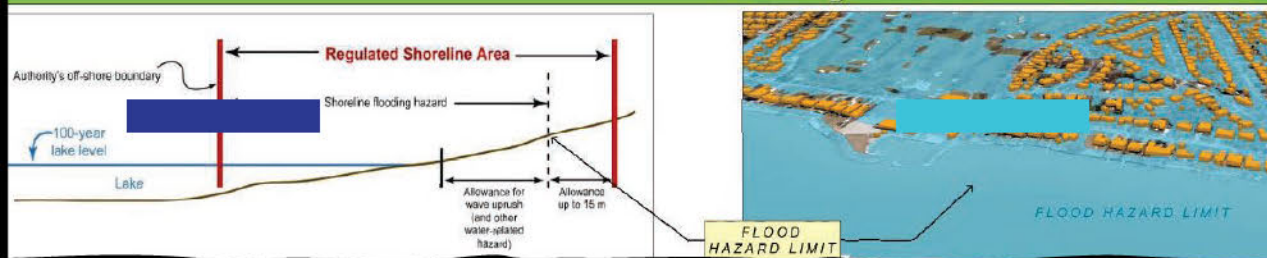 Regulated Shoreline Area
Authority's off-shore boundary
Shoreline flooding hazard
100-year
lake level
Lake
Allowance for
wave uprush
(and other
water-related
hazard)
Allowance
up to 15 m
FLOOD
HAZARD LIMIT
FLOOD HAZARD LIMIT